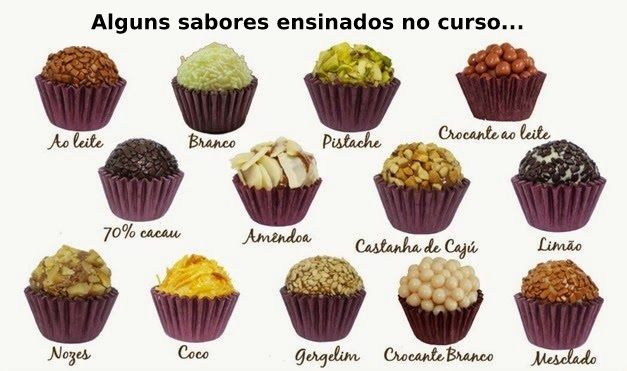 Alguns sabores ensinados no curso...
Ao leite
Branco
Pistache
Crocante ao leite
70% cacau
Amêndoa
Castanha de Cajú
Limão
Nozes
Coco
Gergelim
Crocante Branco
Mesclado